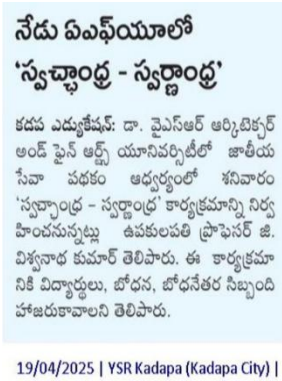 నేడు ఏఎఫ్‌యూలో
‘స్వచ్ఛాంధ్ర - స్వర్ణాంధ్ర’
కడప ఎడ్యుకేషన్: డా. వైఎస్ఆర్ ఆర్కిటెక్చర్
అండ్ ఫైన్ ఆర్ట్స్ యూనివర్సిటీలో జాతీయ
సేవా పథకం ఆధ్వర్యంలో శనివారం
‘స్వచ్ఛాంధ్ర - స్వర్ణాంధ్ర’ కార్యక్రమాన్ని నిర్వ
హించనున్నట్లు ఉపకులపతి ప్రొఫెసర్ జి.
విశ్వనాథ కుమార్ తెలిపారు. ఈ కార్యక్రమా
నికి విద్యార్థులు, బోధన, బోధనేతర సిబ్బంది
హాజరుకావాలని తెలిపారు.
19/04/2025 | YSR Kadapa (Kadapa City) |